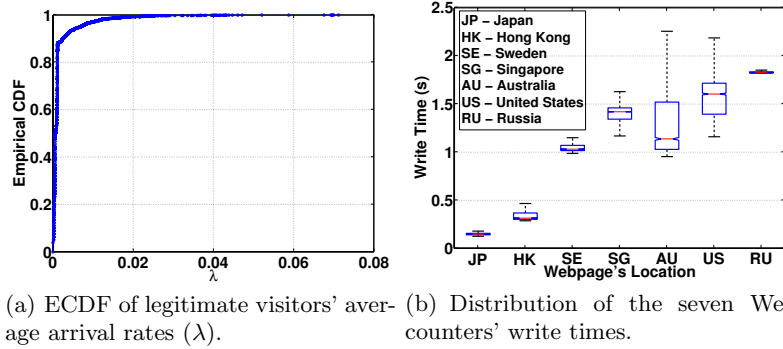 1
0.8
0.6
0.4
0.2
0
Empirical CDF
0 0.02 0.04 0.06 0.08
λ
(a) ECDF of legitimate visitors' aver-
age arrival rates (λ).
2.5
2
1.5
1
0.5
0
Write Time (s)
JP – Japan
HK – Hong Kong
SE – Sweden
SG – Singapore
AU – Australia
US – United States
RU – Russia
JP HK SE SG AU US RU
Webpage's Location
(b) Distribution of the seven We
counters' write times.